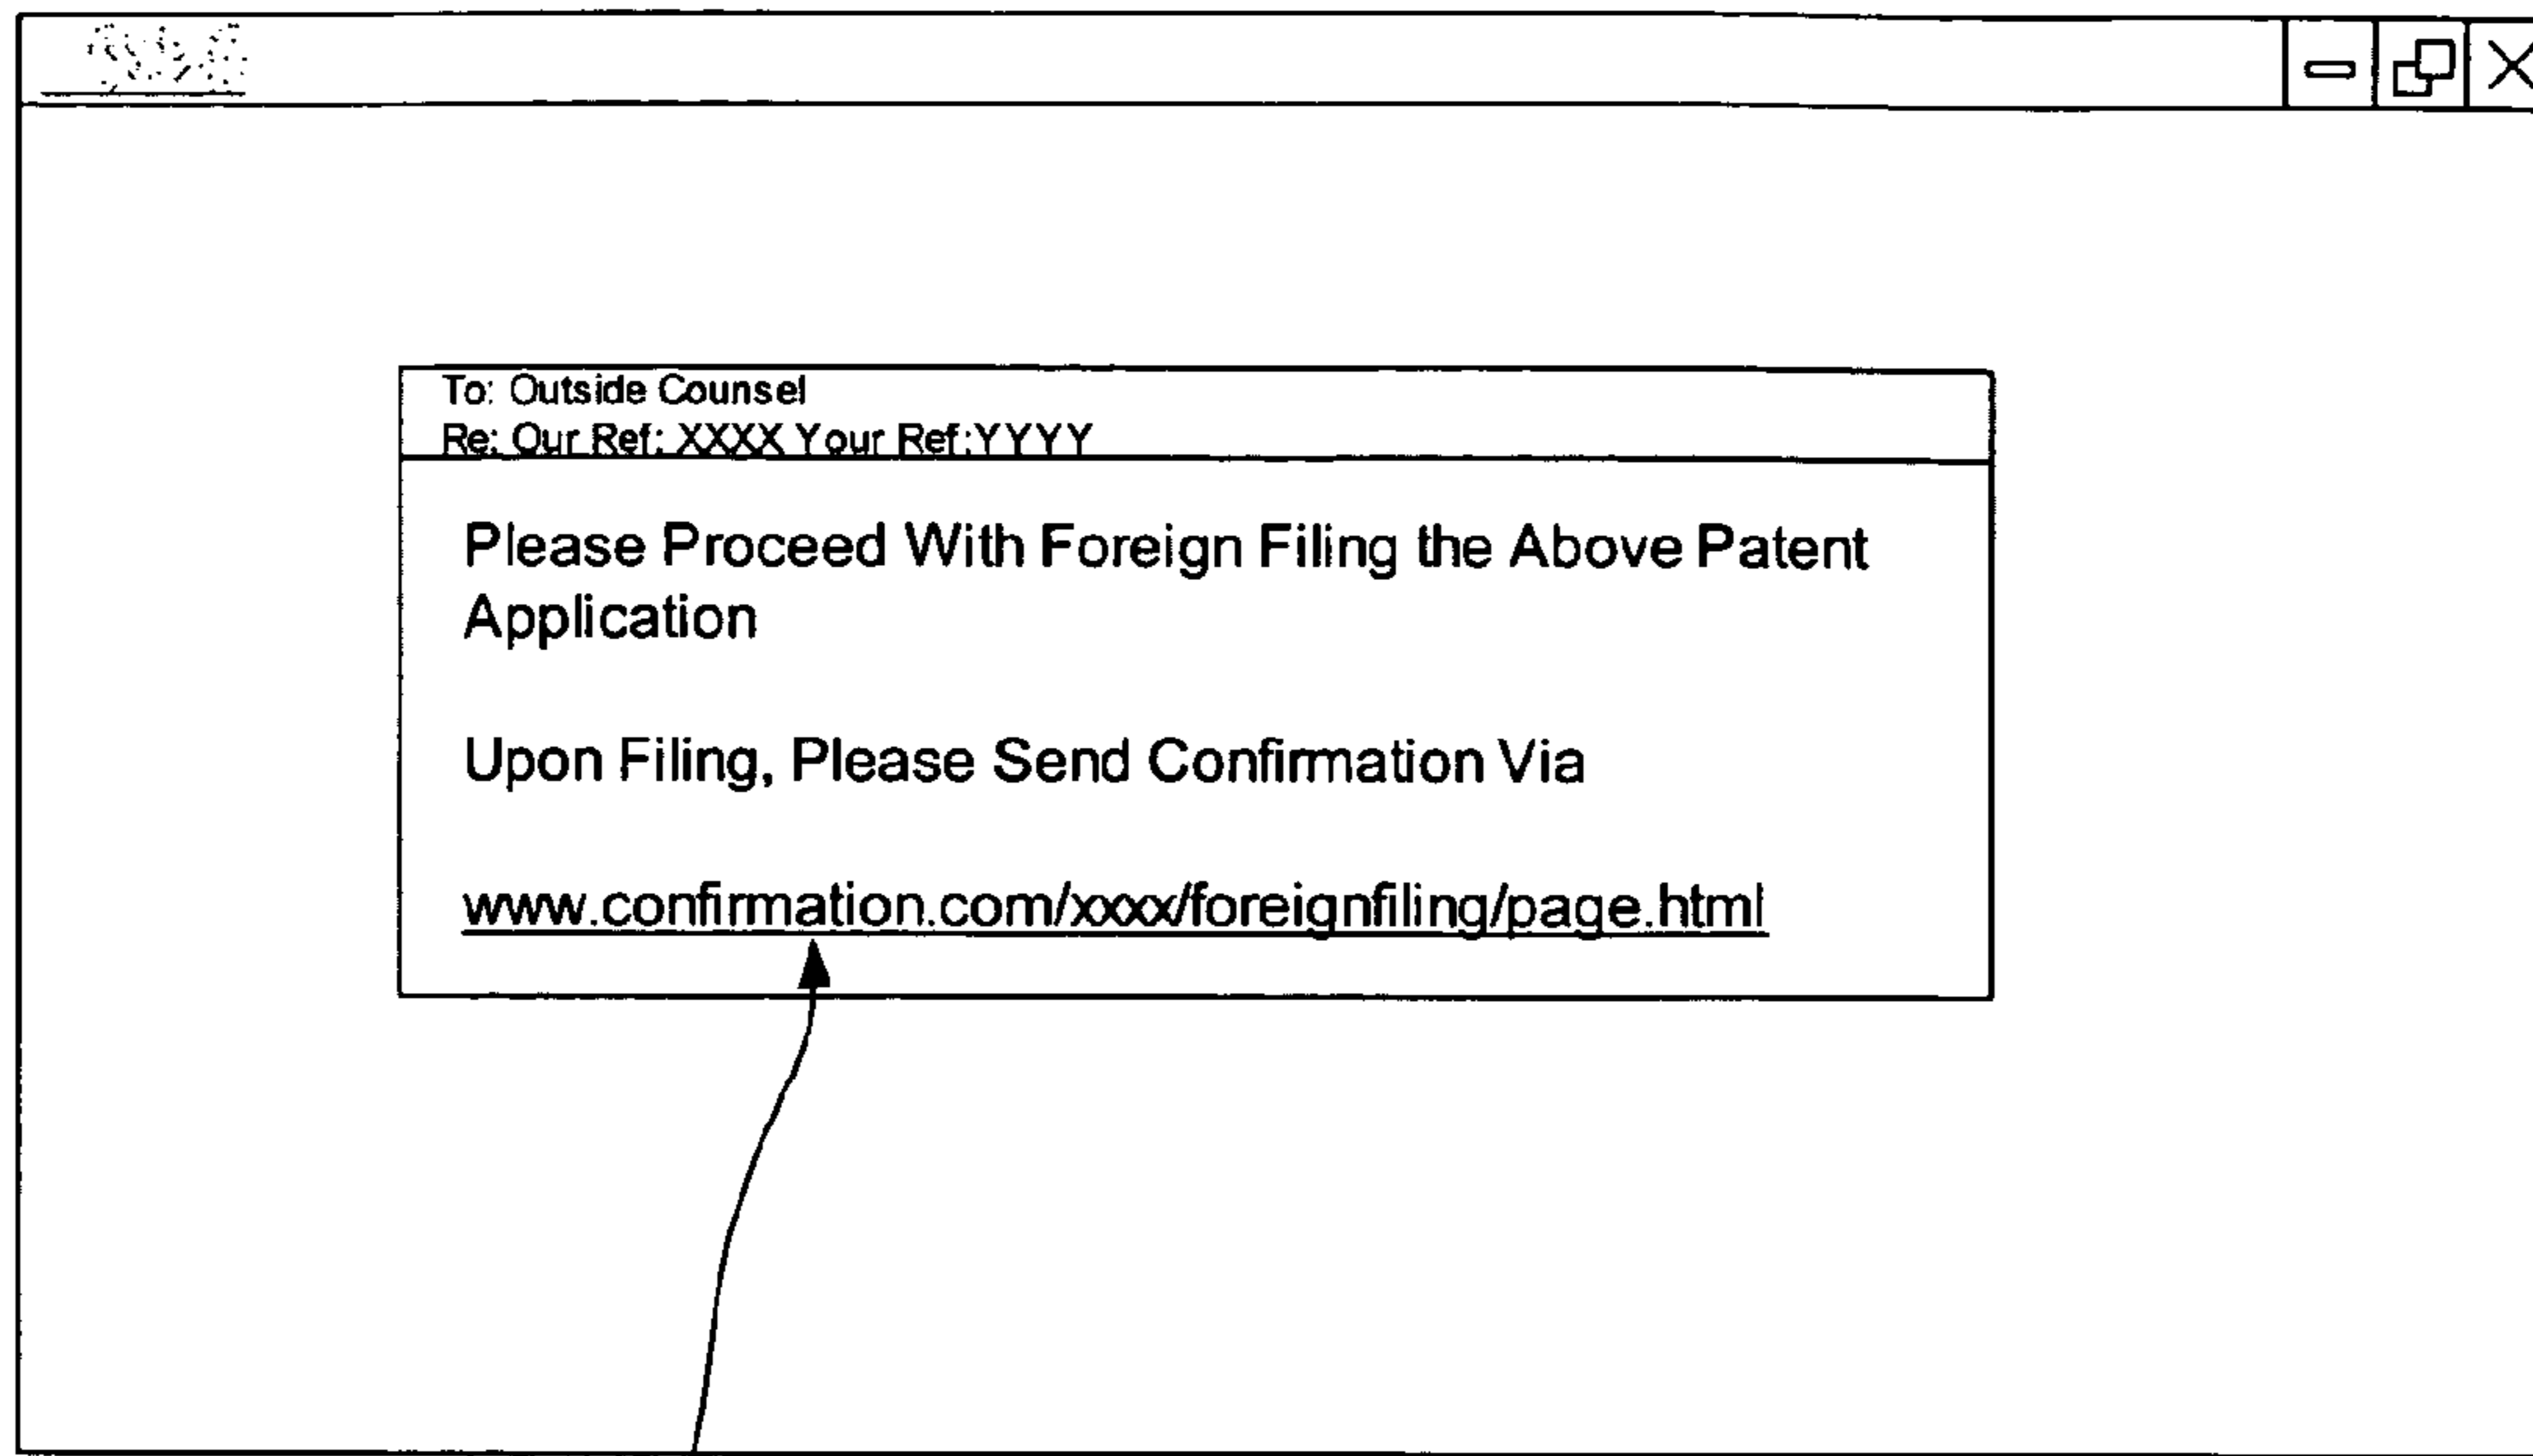 To: Outside Counsel
Re: Our Ref: XXXX Your Ref:YYYY
Please Proceed With Foreign Filing the Above Patent
Application
Upon Filing, Please Send Confirmation Via
www.confirmation.com/xxxx/foreignfiling/page.html